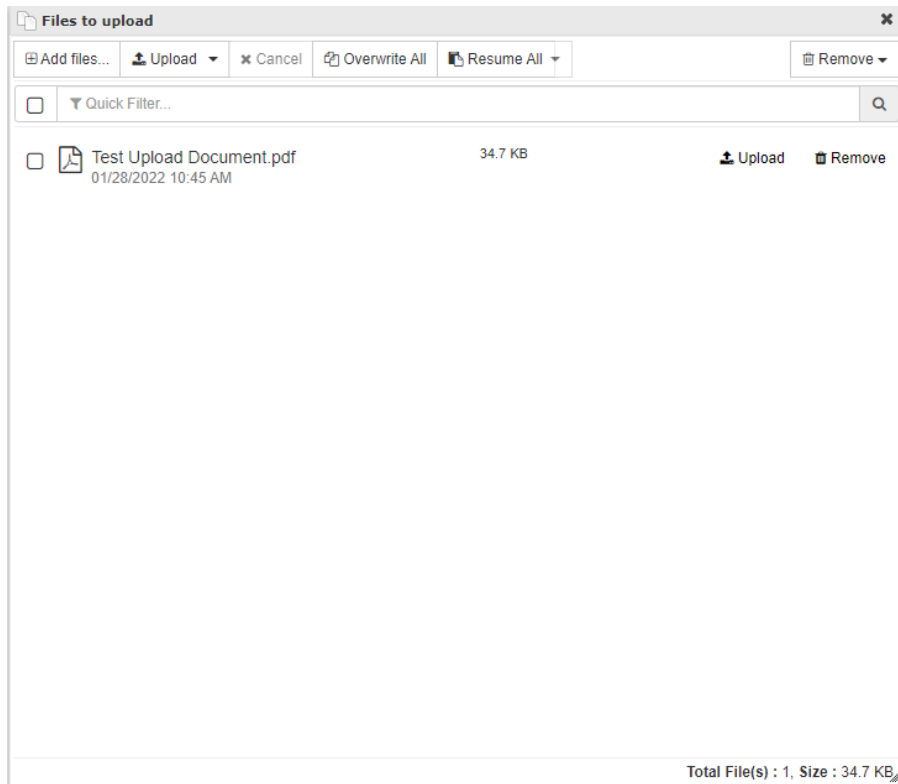 Files to upload
Add files... Upload Cancel Overwrite All Resume All Remove
Quick Filter...
Test Upload Document.pdf 34.7 KB Upload Remove
01/28/2022 10:45 AM
Total File(s) : 1, Size : 34.7 KB